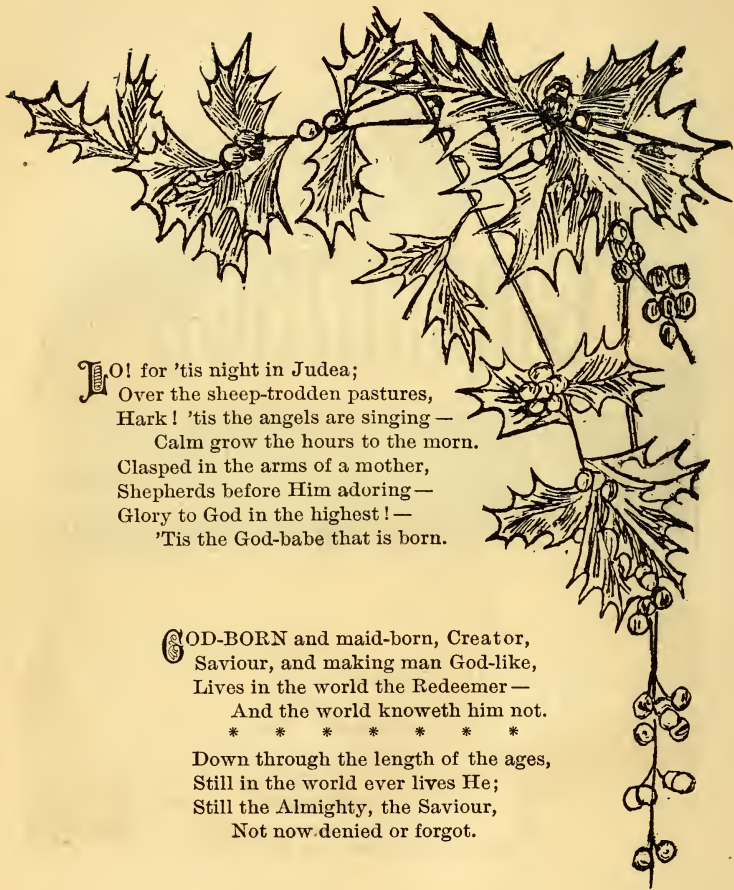 LO! for 'tis night in Judea;
Over the sheep-trodden pastures,
Hark! 'tis the angels are singing —
Calm grow the hours to the morn.
Clasped in the arms of a mother,
Shepherds before Him adoring —
Glory to God in the highest! —
'Tis the God-babe that is born.
GOD-BORN and maid-born, Creator,
Saviour, and making man God-like,
Lives in the world the Redeemer —
And the world knoweth him not.
* * * * * * *
Down through the length of the ages,
Still in the world ever lives He;
Still the Almighty, the Saviour,
Not now denied or forgot.